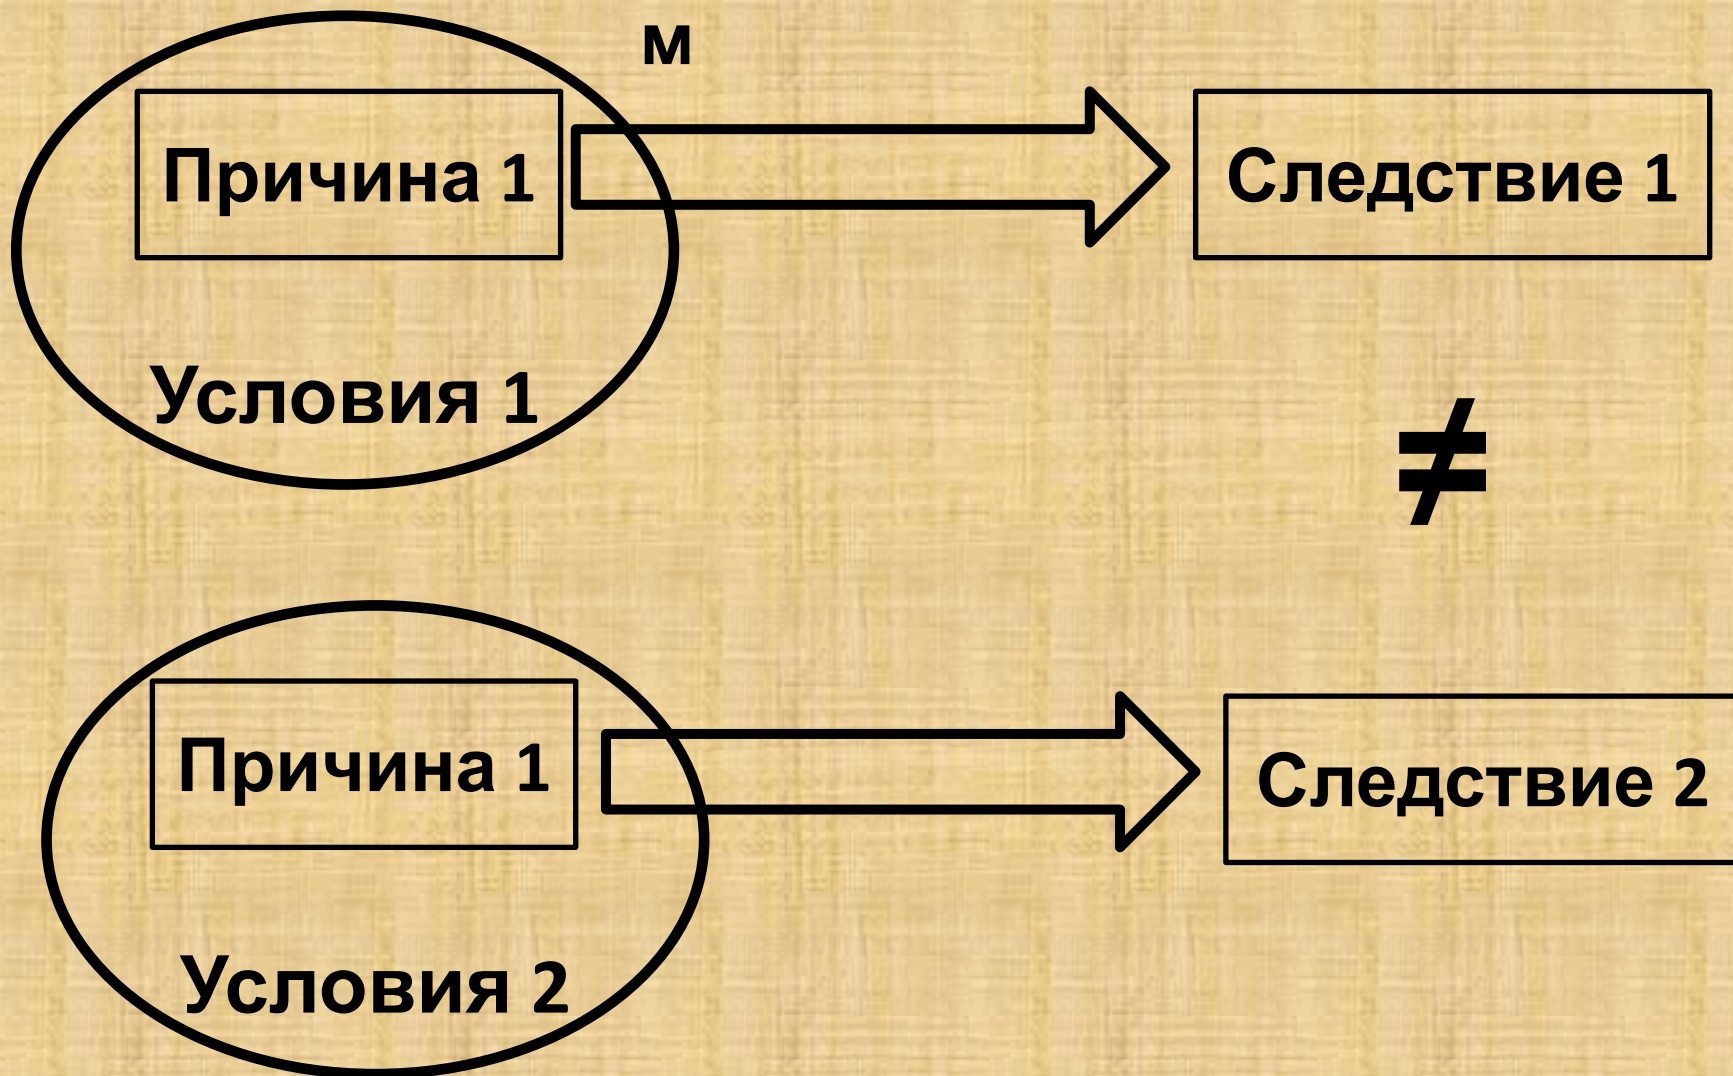 м
Причина 1
Следствие 1
Условия 1
≠
Причина 1
Следствие 2
Условия 2